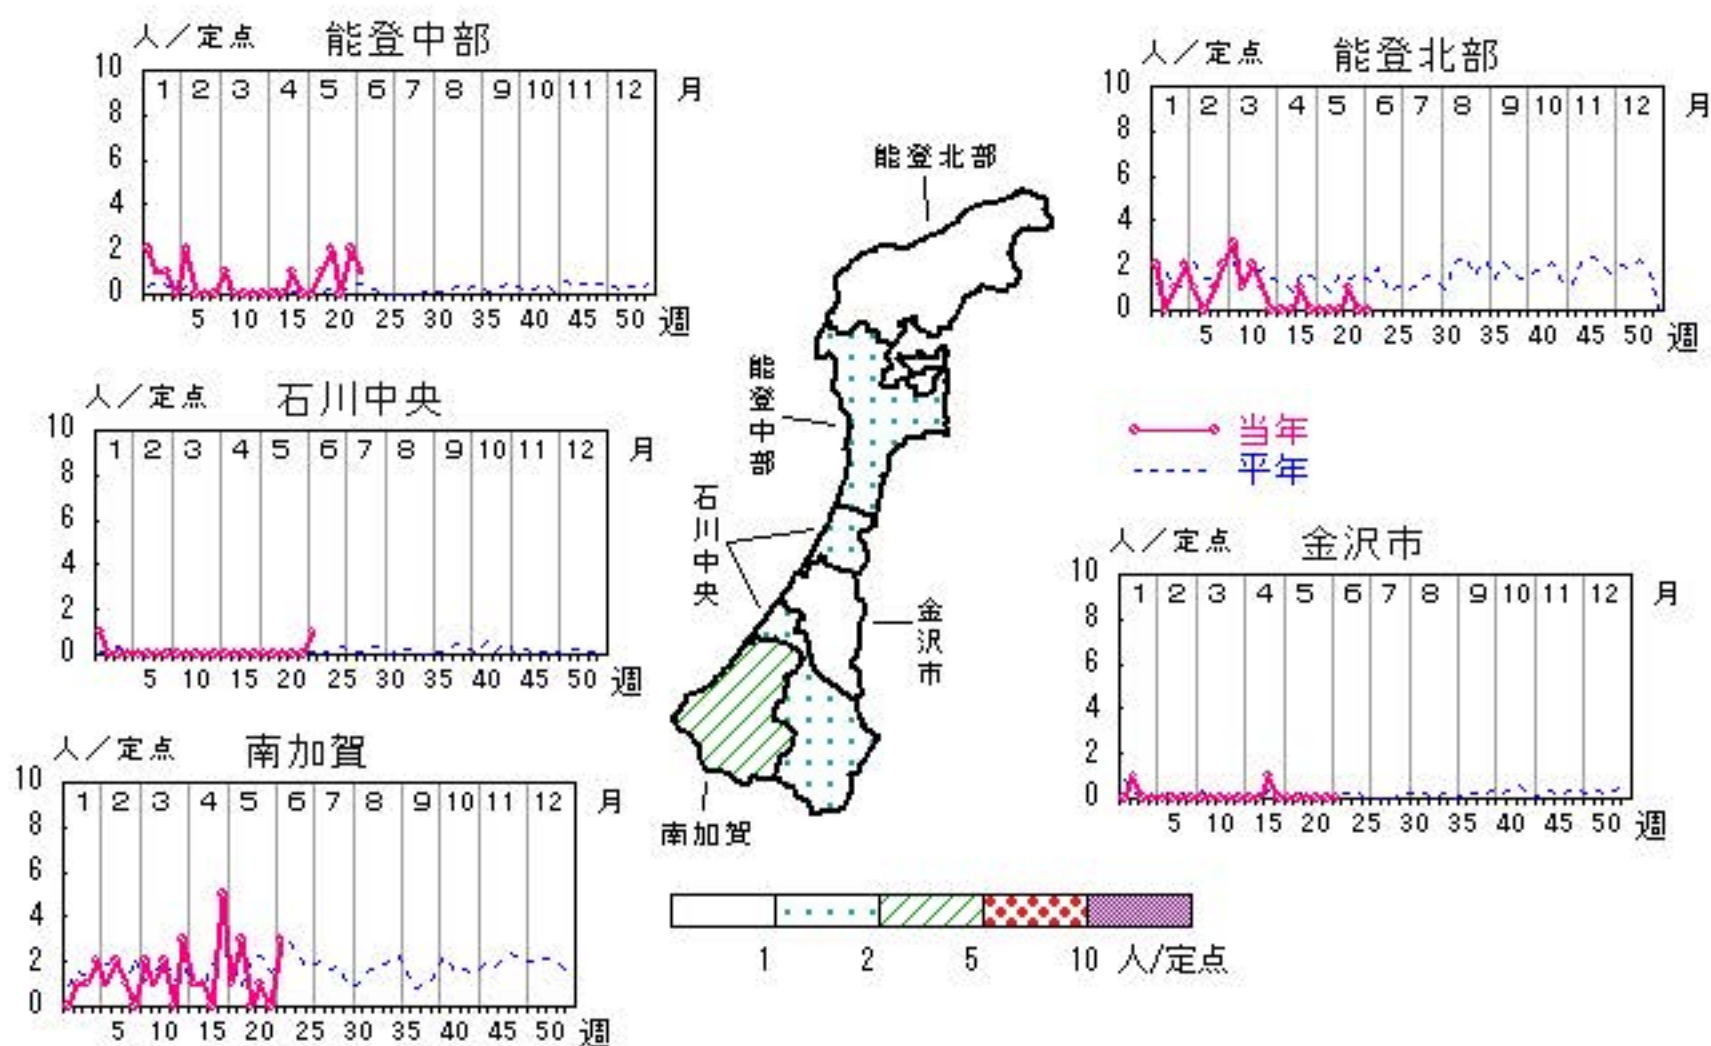 人／定点 能登中部
10 8 6 4 2 0
1 2 3 4 5 6 7 8 9 10 11 12 月
5 10 15 20 25 30 35 40 45 50 週
人／定点 能登北部
10 8 6 4 2 0
1 2 3 4 5 6 7 8 9 10 11 12 月
5 10 15 20 25 30 35 40 45 50 週
能登北部
能登中部
石川中央
金沢市
南加賀
人／定点 石川中央
10 8 6 4 2 0
1 2 3 4 5 6 7 8 9 10 11 12 月
5 10 15 20 25 30 35 40 45 50 週
当年
平年
人／定点 金沢市
10 8 6 4 2 0
1 2 3 4 5 6 7 8 9 10 11 12 月
5 10 15 20 25 30 35 40 45 50 週
人／定点 南加賀
10 8 6 4 2 0
1 2 3 4 5 6 7 8 9 10 11 12 月
5 10 15 20 25 30 35 40 45 50 週
1 2 5 10 人/定点